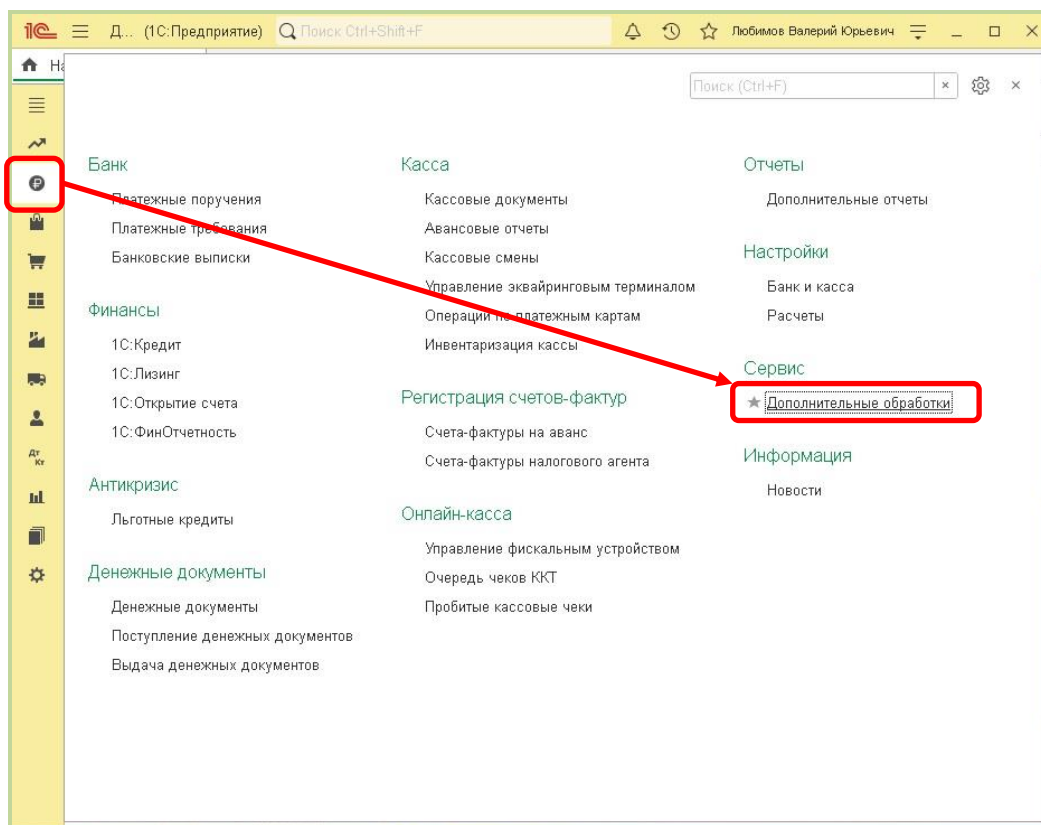 1С Д... (1С:Предприятие) Поиск Ctrl+Shift+F Любимов Валерий Юрьевич
Поиск (Ctrl+F)
Банк
Платежные поручения
Платежные требования
Банковские выписки
Финансы
1С:Кредит
1С:Лизинг
1С:Открытие счета
1С:ФинОтчетность
Антикризис
Льготные кредиты
Денежные документы
Денежные документы
Поступление денежных документов
Выдача денежных документов
Касса
Кассовые документы
Авансовые отчеты
Кассовые смены
Управление эквайринговым терминалом
Операции по платежным картам
Инвентаризация кассы
Регистрация счетов-фактур
Счета-фактуры на аванс
Счета-фактуры налогового агента
Онлайн-касса
Управление фискальным устройством
Очередь чеков ККТ
Пробитые кассовые чеки
Отчеты
Дополнительные отчеты
Настройки
Банк и касса
Расчеты
Сервис
Дополнительные обработки
Информация
Новости
Дт
Кт